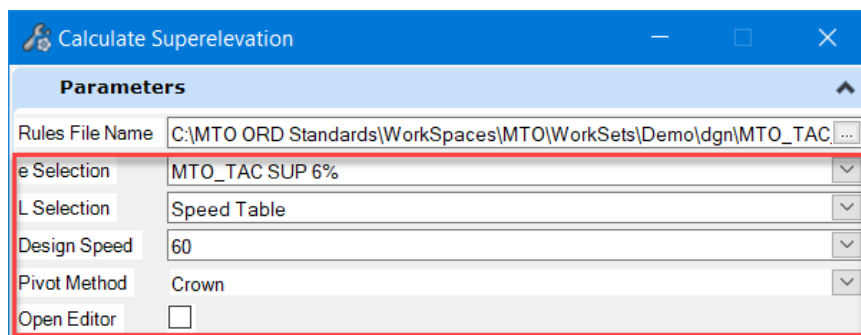 Calculate Superelevation
Parameters
Rules File Name C:\MTO ORD Standards\WorkSpaces\MTO\WorkSets\Demo\dgn\MTO_TAC_ ...
e Selection MTO_TAC SUP 6%
L Selection Speed Table
Design Speed 60
Pivot Method Crown
Open Editor